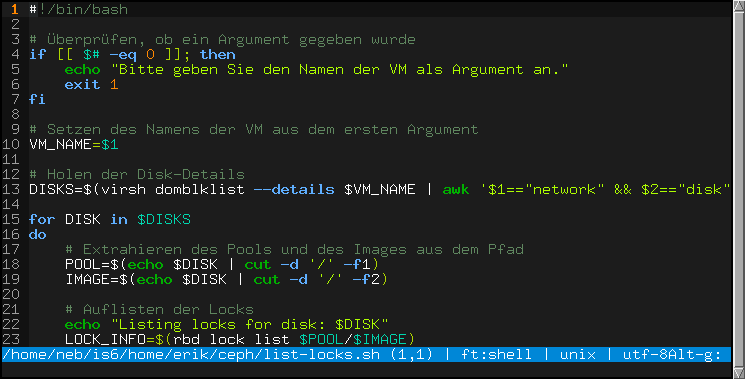 1 #!/bin/bash
2
3 # Überprüfen, ob ein Argument gegeben wurde
4 if [[ $# -eq 0 ]]; then
5     echo "Bitte geben Sie den Namen der VM als Argument an."
6     exit 1
7 fi
8
9 # Setzen des Namens der VM aus dem ersten Argument
10 VM_NAME=$1
11
12 # Holen der Disk-Details
13 DISKS=$(virsh domblklist --details $VM_NAME | awk '$1=="network" && $2=="disk"
14
15 for DISK in $DISKS
16 do
17     # Extrahieren des Pools und des Images aus dem Pfad
18     POOL=$(echo $DISK | cut -d '/' -f1)
19     IMAGE=$(echo $DISK | cut -d '/' -f2)
20
21     # Auflisten der Locks
22     echo "Listing locks for disk: $DISK"
23     LOCK_INFO=$(rbd lock list $POOL/$IMAGE)
/home/neb/is6/home/erik/ceph/list-locks.sh (1,1) | ft:shell | unix | utf-8Alt-g: